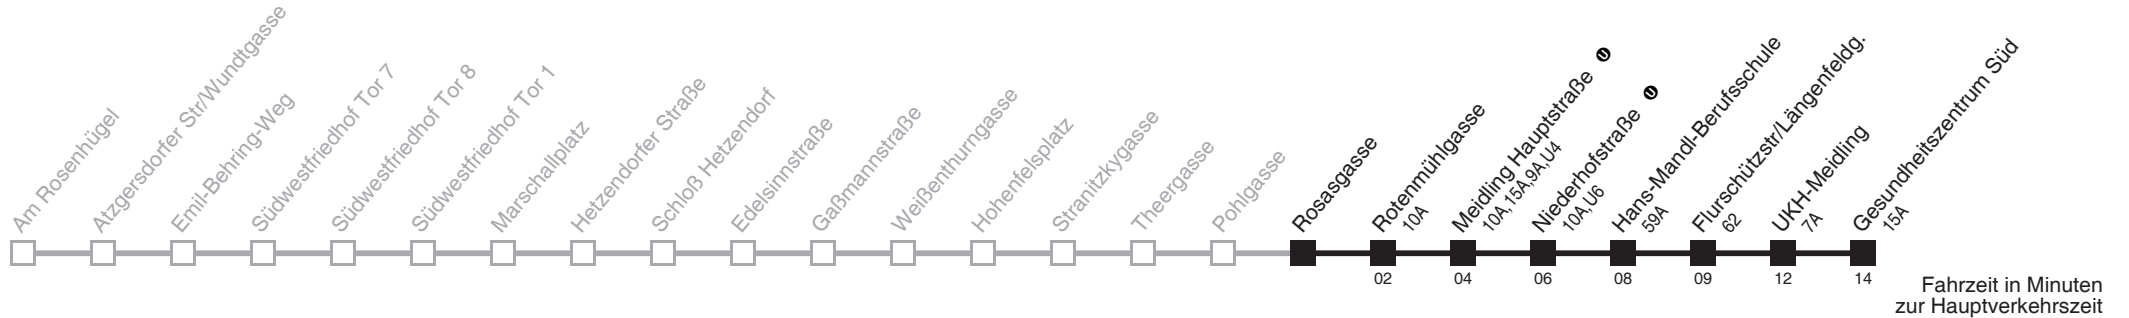 Am Rosenhügel
Atzgersdorfer Str/Wundtgasse
Emil-Behring-Weg
Südwestfriedhof Tor 7
Südwestfriedhof Tor 8
Südwestfriedhof Tor 1
Marschallplatz
Hetzendorfer Straße
Schloß Hetzendorf
Edelsinnstraße
Gaßmannstraße
Weißenthurngasse
Hohenfelsplatz
Stranitzkygasse
Theergasse
Pohlgasse
Rosasgasse
Rotenmühlgasse
10A
Meidling Hauptstraße U
10A,15A,9A,U4
Niederhofstraße U
10A,U6
Hans-Mandl-Berufsschule
59A
Flurschützstr/Längenfeldg.
62
UKH-Meidling
7A
Gesundheitszentrum Süd
15A
02 04 06 08 09 12 14
Fahrzeit in Minuten
zur Hauptverkehrszeit